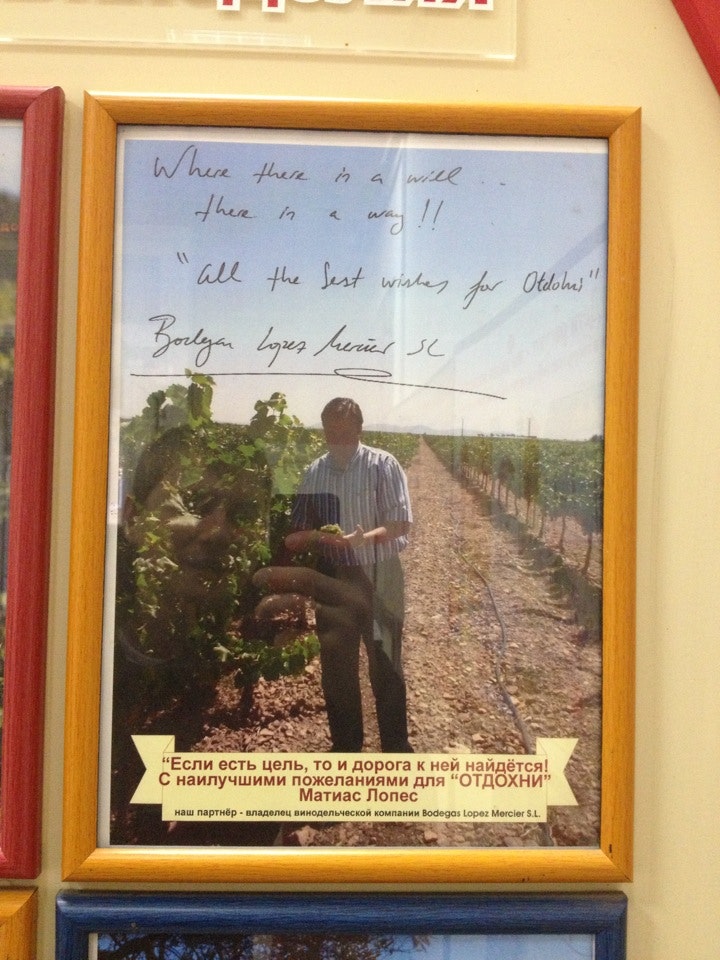 Where there is a will ..
there is a way!!
"all the best wishes for Otdohni"
Bodegas Lopez Mercier SL
“Если есть цель, то и дорога к ней найдётся!
С наилучшими пожеланиями для “ОТДОХНИ”
Матиас Лопес
наш партнёр - владелец винодельческой компании Bodegas Lopez Mercier S.L.